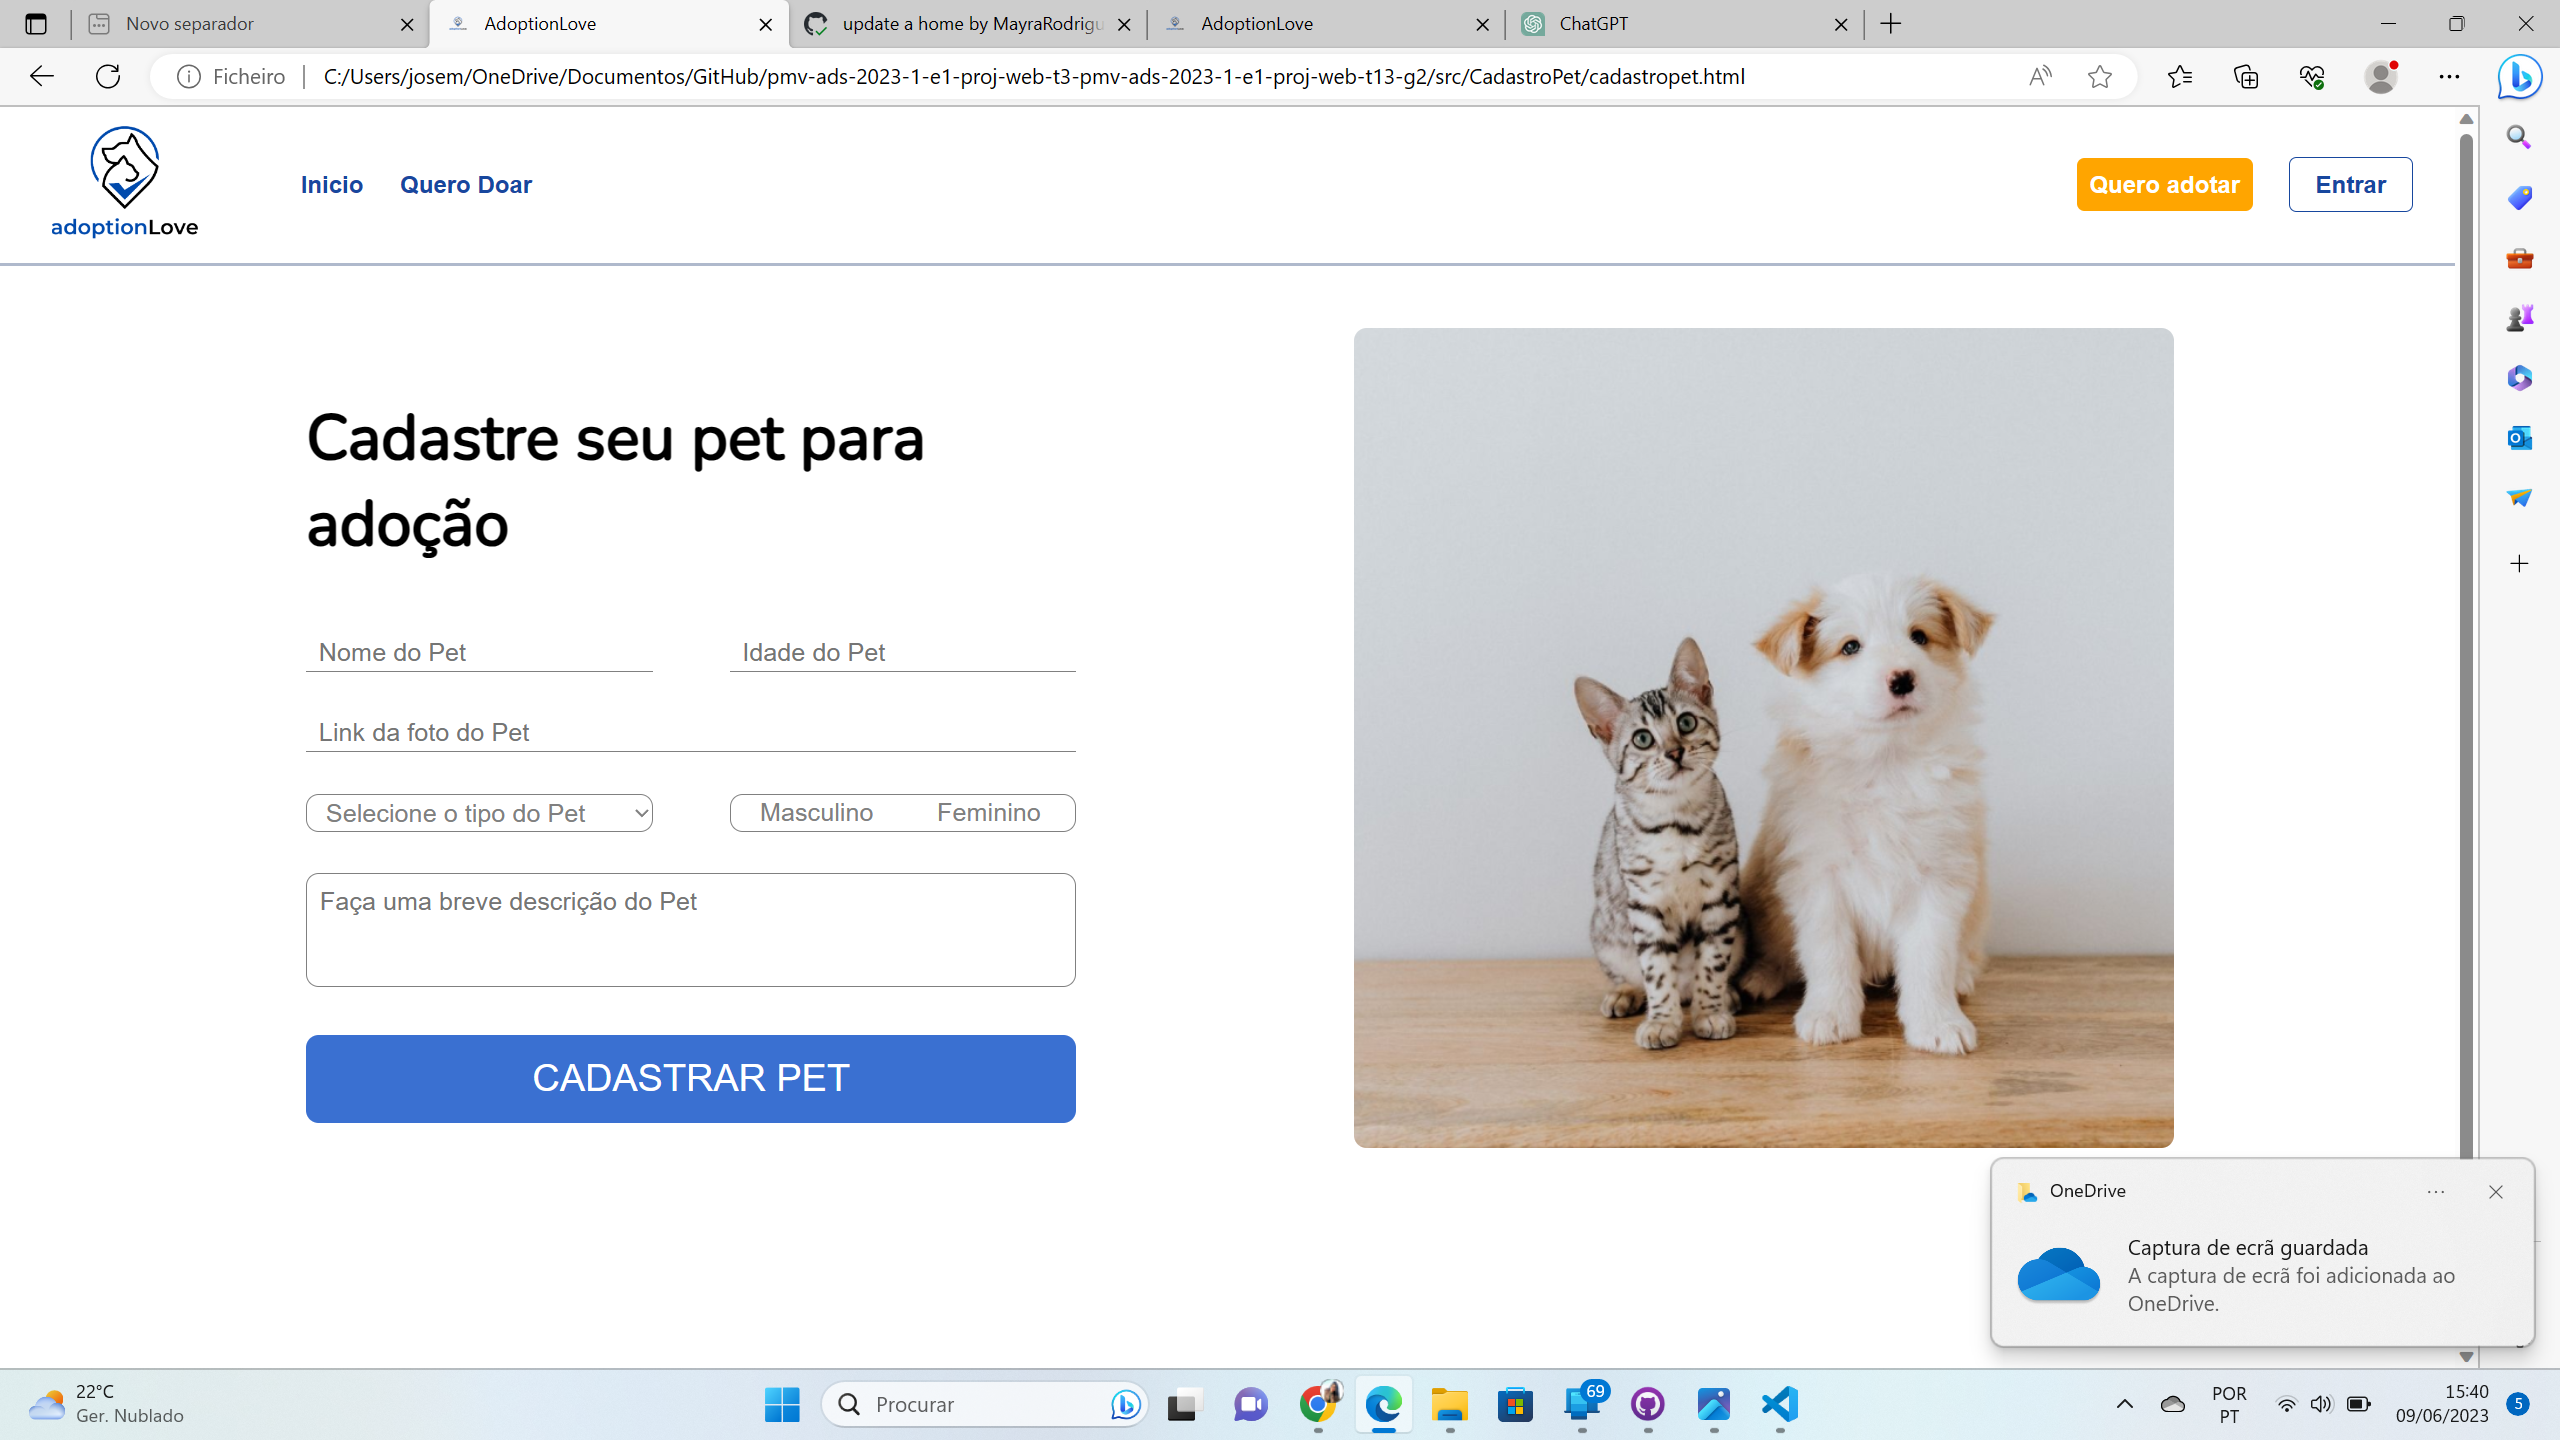 Novo separador
AdoptionLove
update a home by MayraRodrigu
AdoptionLove
ChatGPT
Ficheiro
C:/Users/josem/OneDrive/Documentos/GitHub/pmv-ads-2023-1-e1-proj-web-t3-pmv-ads-2023-1-e1-proj-web-t13-g2/src/CadastroPet/cadastropet.html
adoptionLove
Inicio
Quero Doar
Quero adotar
Entrar
Cadastre seu pet para
adoção
Nome do Pet
Idade do Pet
Link da foto do Pet
Selecione o tipo do Pet
Masculino
Feminino
Faça uma breve descrição do Pet
CADASTRAR PET
OneDrive
Captura de ecrã guardada
A captura de ecrã foi adicionada ao
OneDrive.
22°C
Ger. Nublado
Procurar
69
POR
PT
15:40
09/06/2023
5